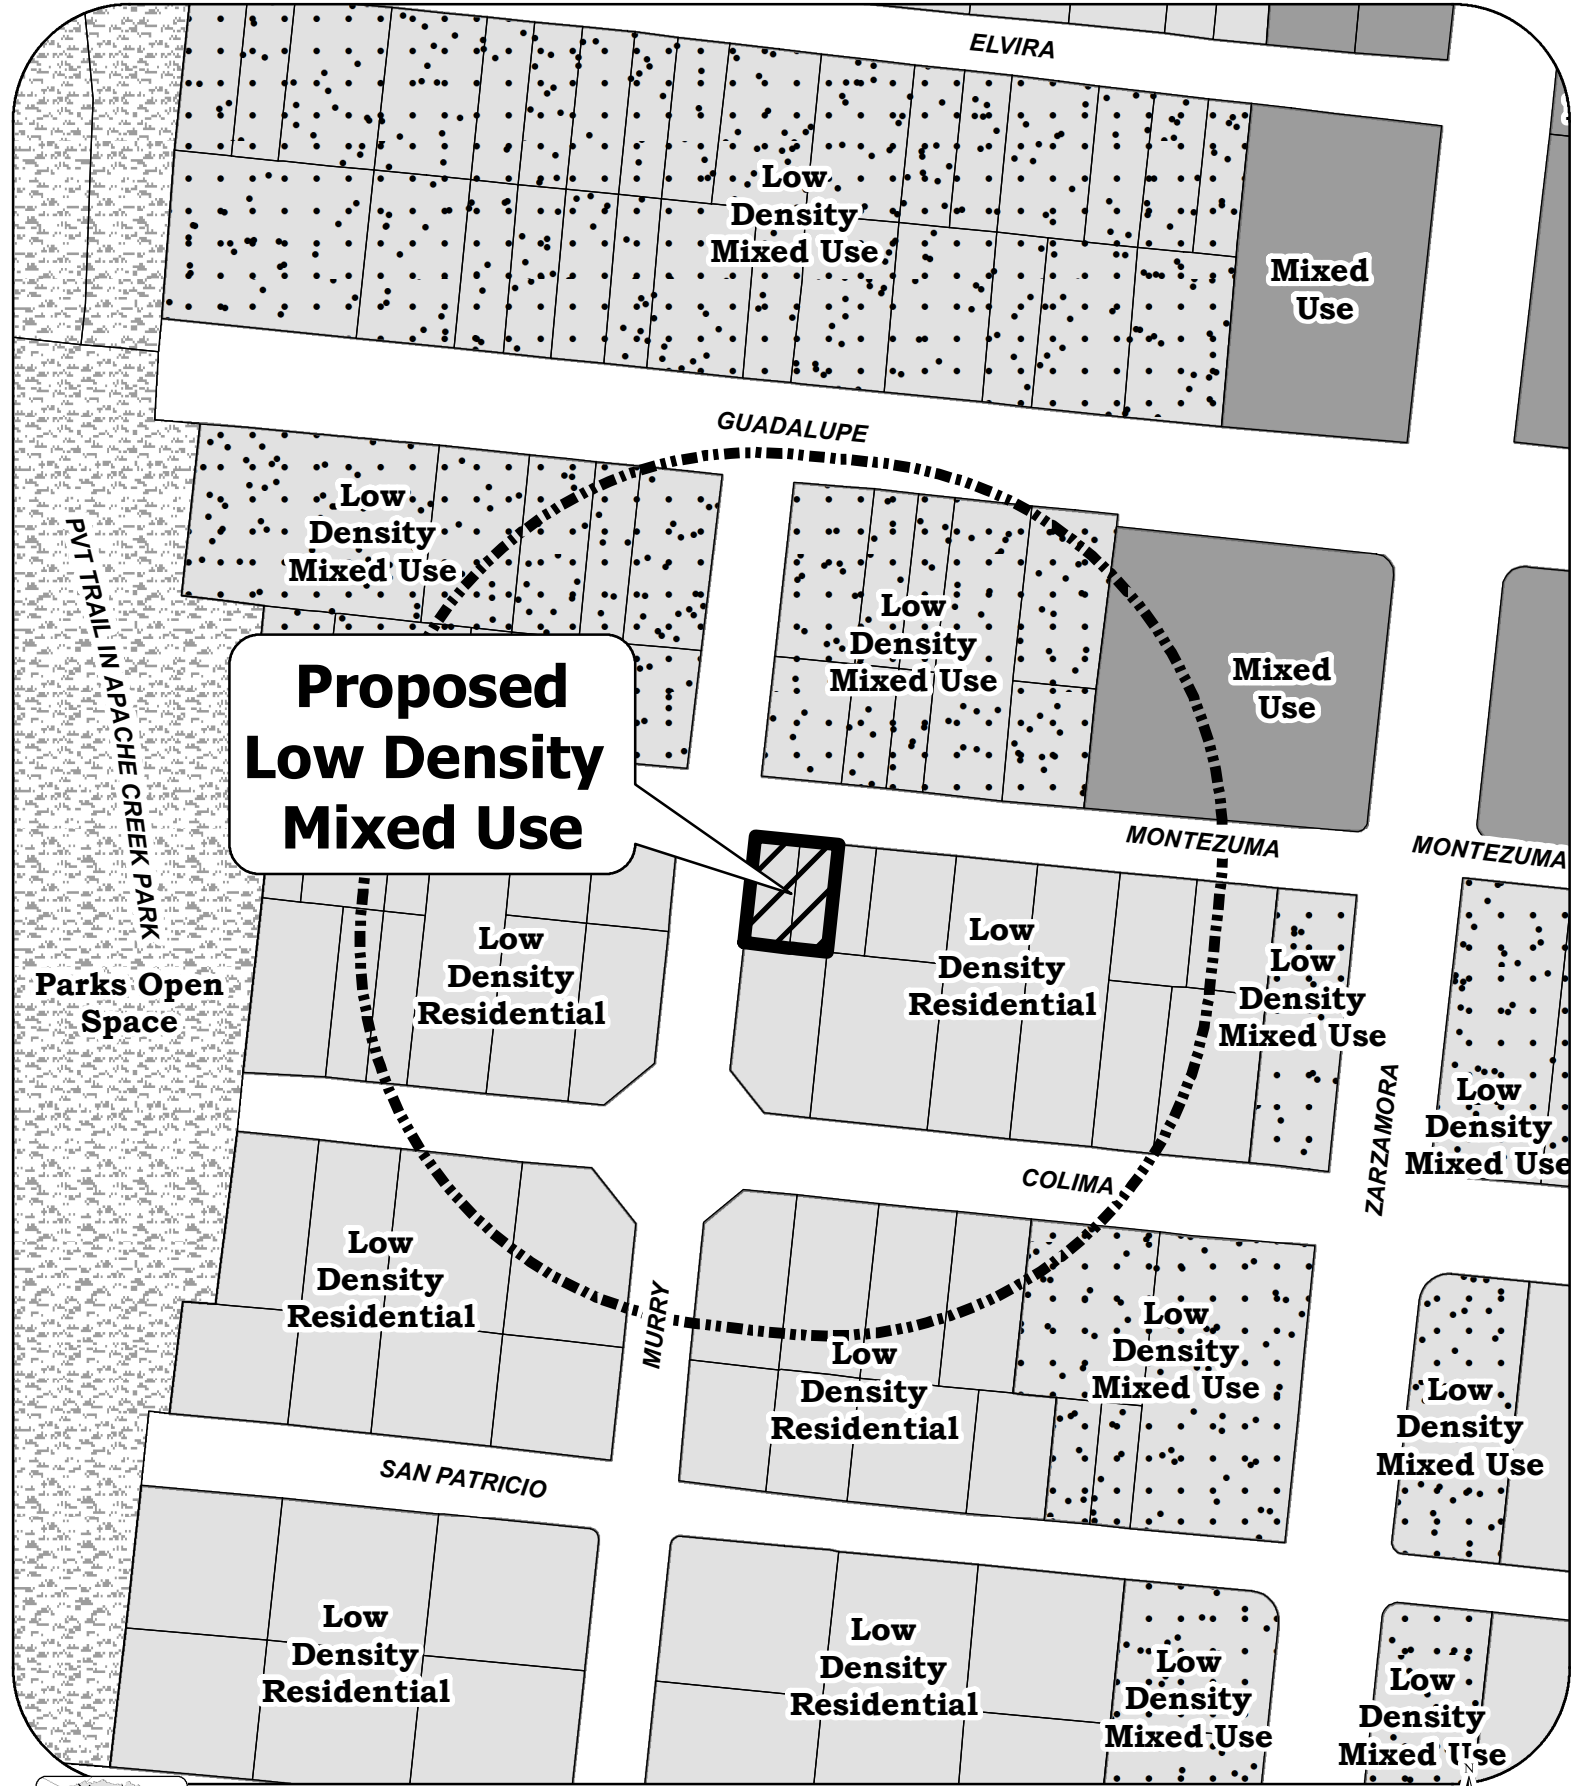 ELVIRA
Low
Density
Mixed Use
Mixed
Use
GUADALUPE
Low
Density
Mixed Use
Low
Density
Mixed Use
Mixed
Use
PVT TRAIL IN APACHE CREEK PARK
Proposed
Low Density
Mixed Use
MONTEZUMA
MONTEZUMA
Low
Density
Residential
Low
Density
Residential
Low
Density
Mixed Use
Parks Open
Space
Low
Density
Mixed Use
ZARZAMORA
COLIMA
Low
Density
Residential
MURRY
Low
Density
Residential
Low
Density
Mixed Use
Low
Density
Mixed Use
SAN PATRICIO
Low
Density
Residential
Low
Density
Residential
Low
Density
Mixed Use
Low
Density
Mixed Use
N